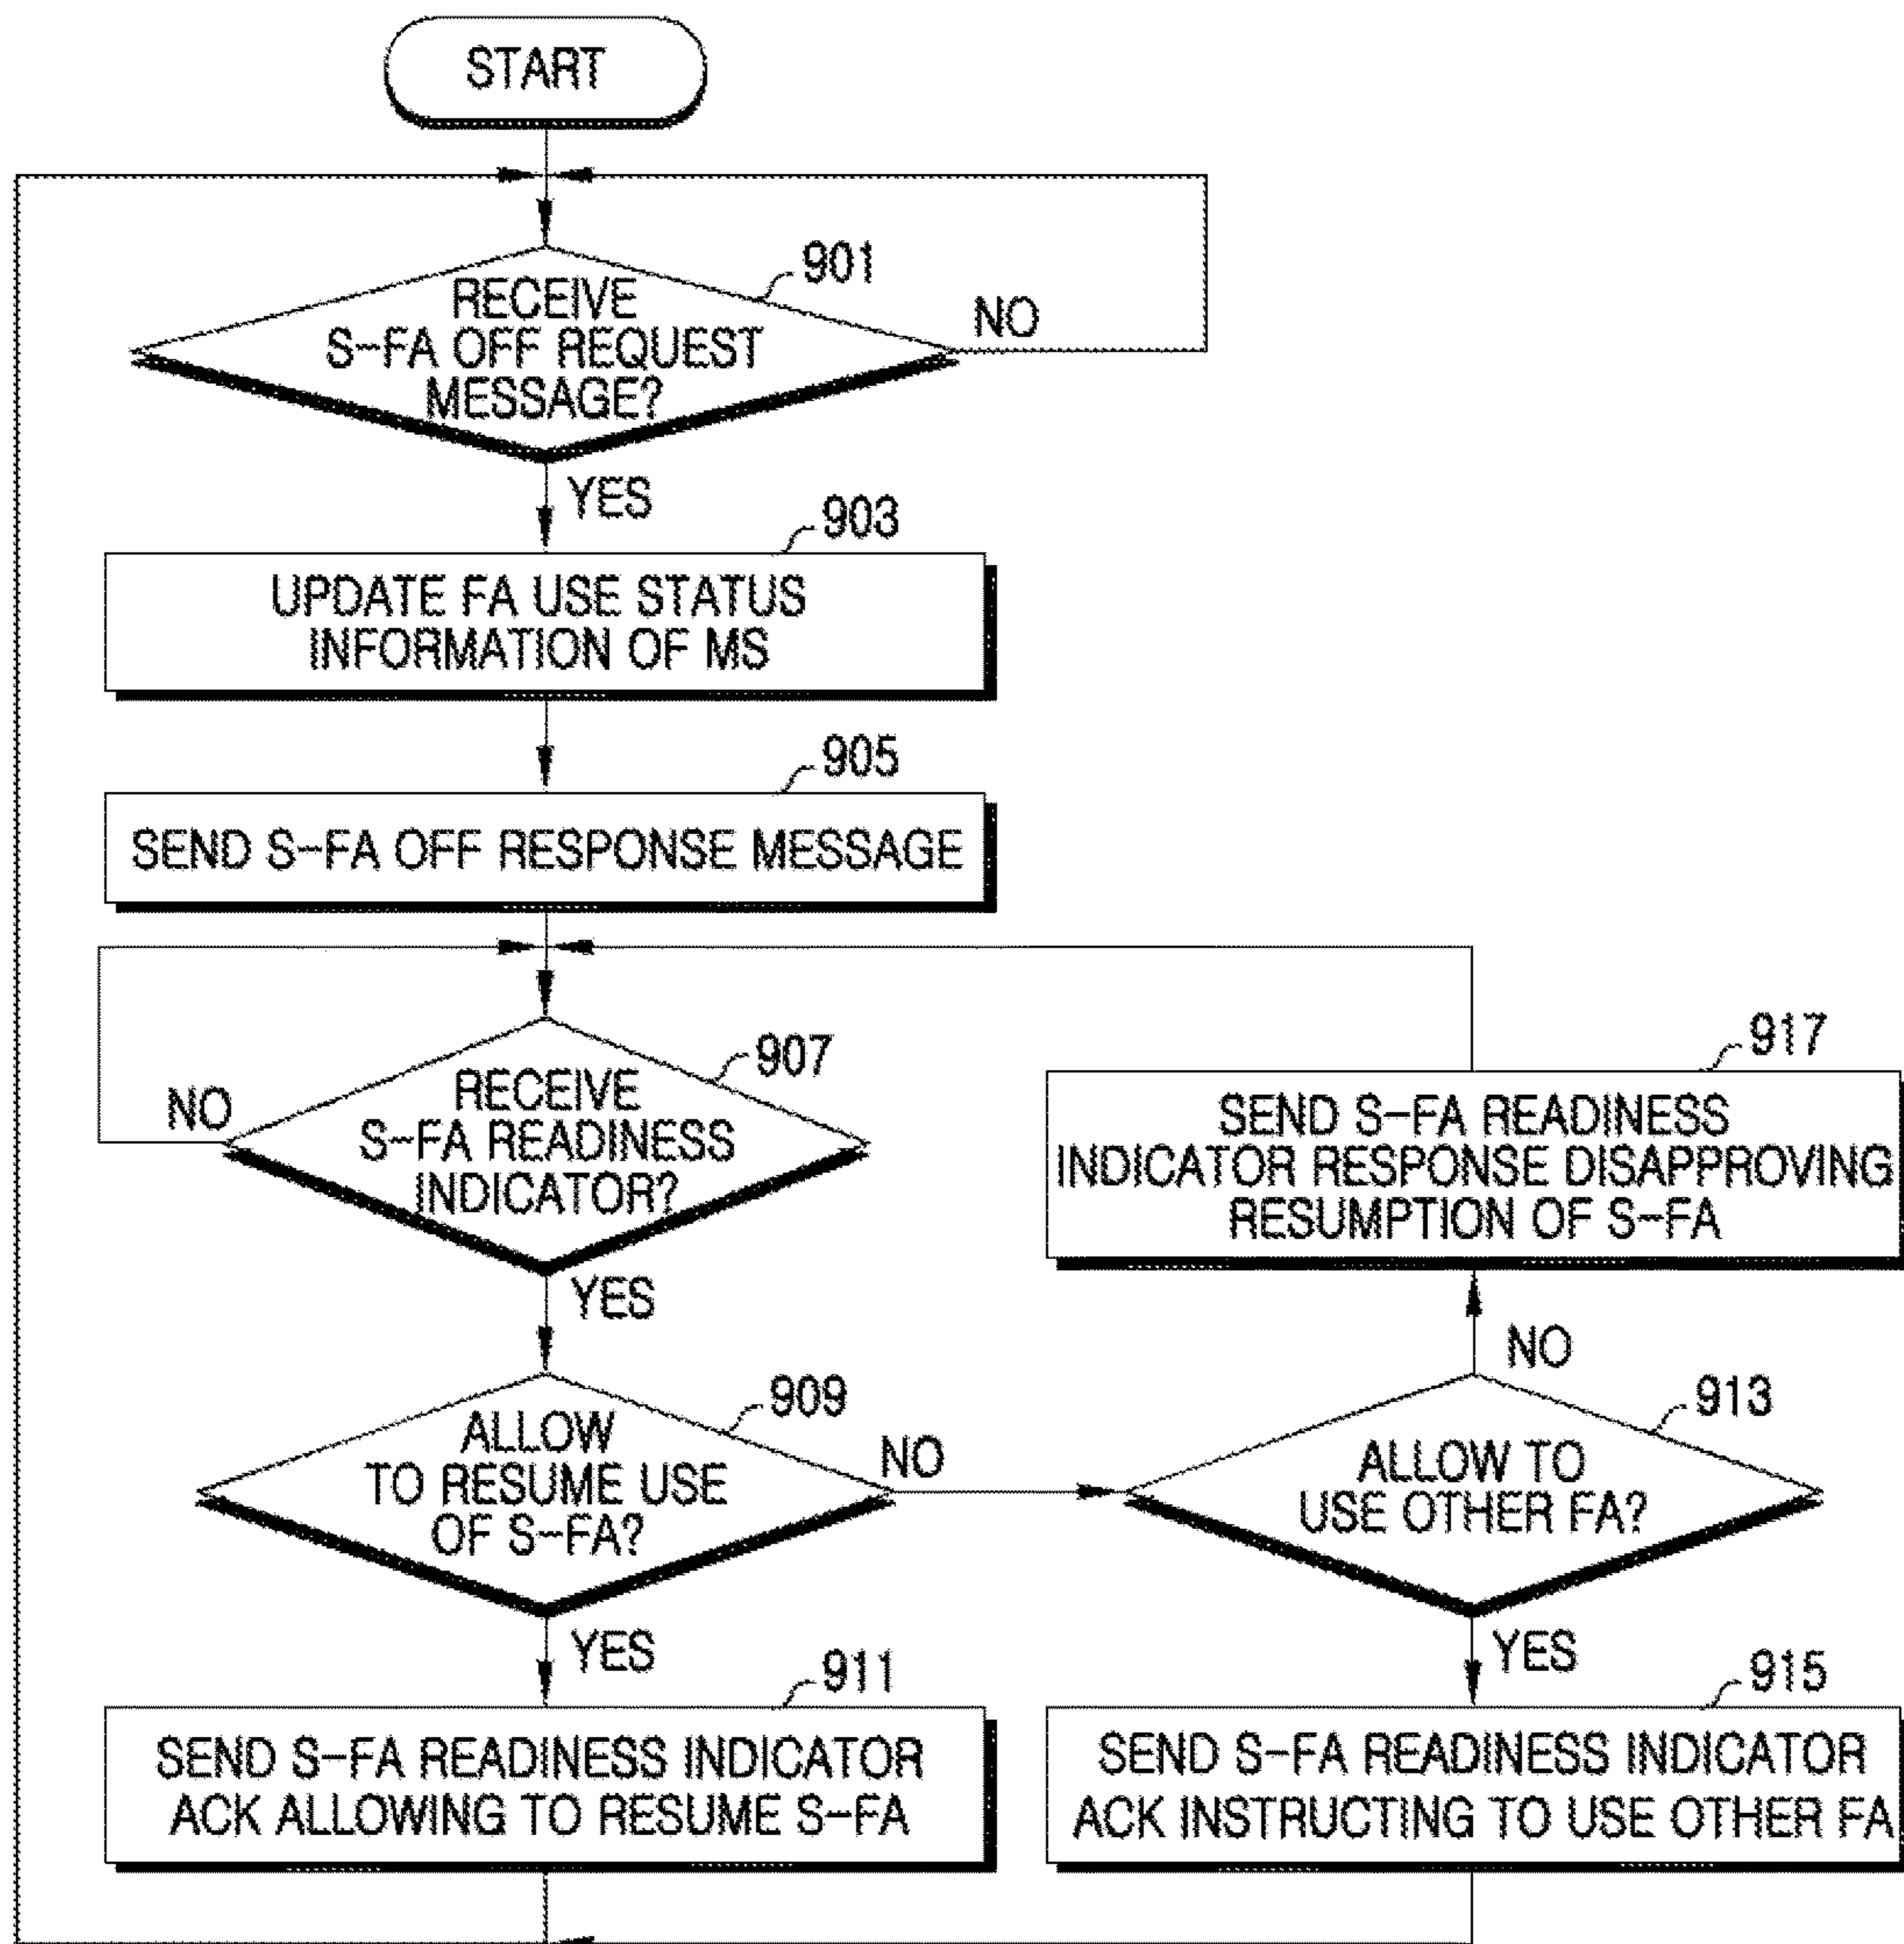 START
901
RECEIVE
S-FA OFF REQUEST
MESSAGE?
NO
YES
903
UPDATE FA USE STATUS
INFORMATION OF MS
905
SEND S-FA OFF RESPONSE MESSAGE
907
RECEIVE
S-FA READINESS
INDICATOR?
NO
YES
917
SEND S-FA READINESS
INDICATOR RESPONSE DISAPPROVING
RESUMPTION OF S-FA
909
ALLOW
TO RESUME USE
OF S-FA?
NO
YES
913
ALLOW TO
USE OTHER FA?
NO
YES
911
SEND S-FA READINESS INDICATOR
ACK ALLOWING TO RESUME S-FA
915
SEND S-FA READINESS INDICATOR
ACK INSTRUCTING TO USE OTHER FA